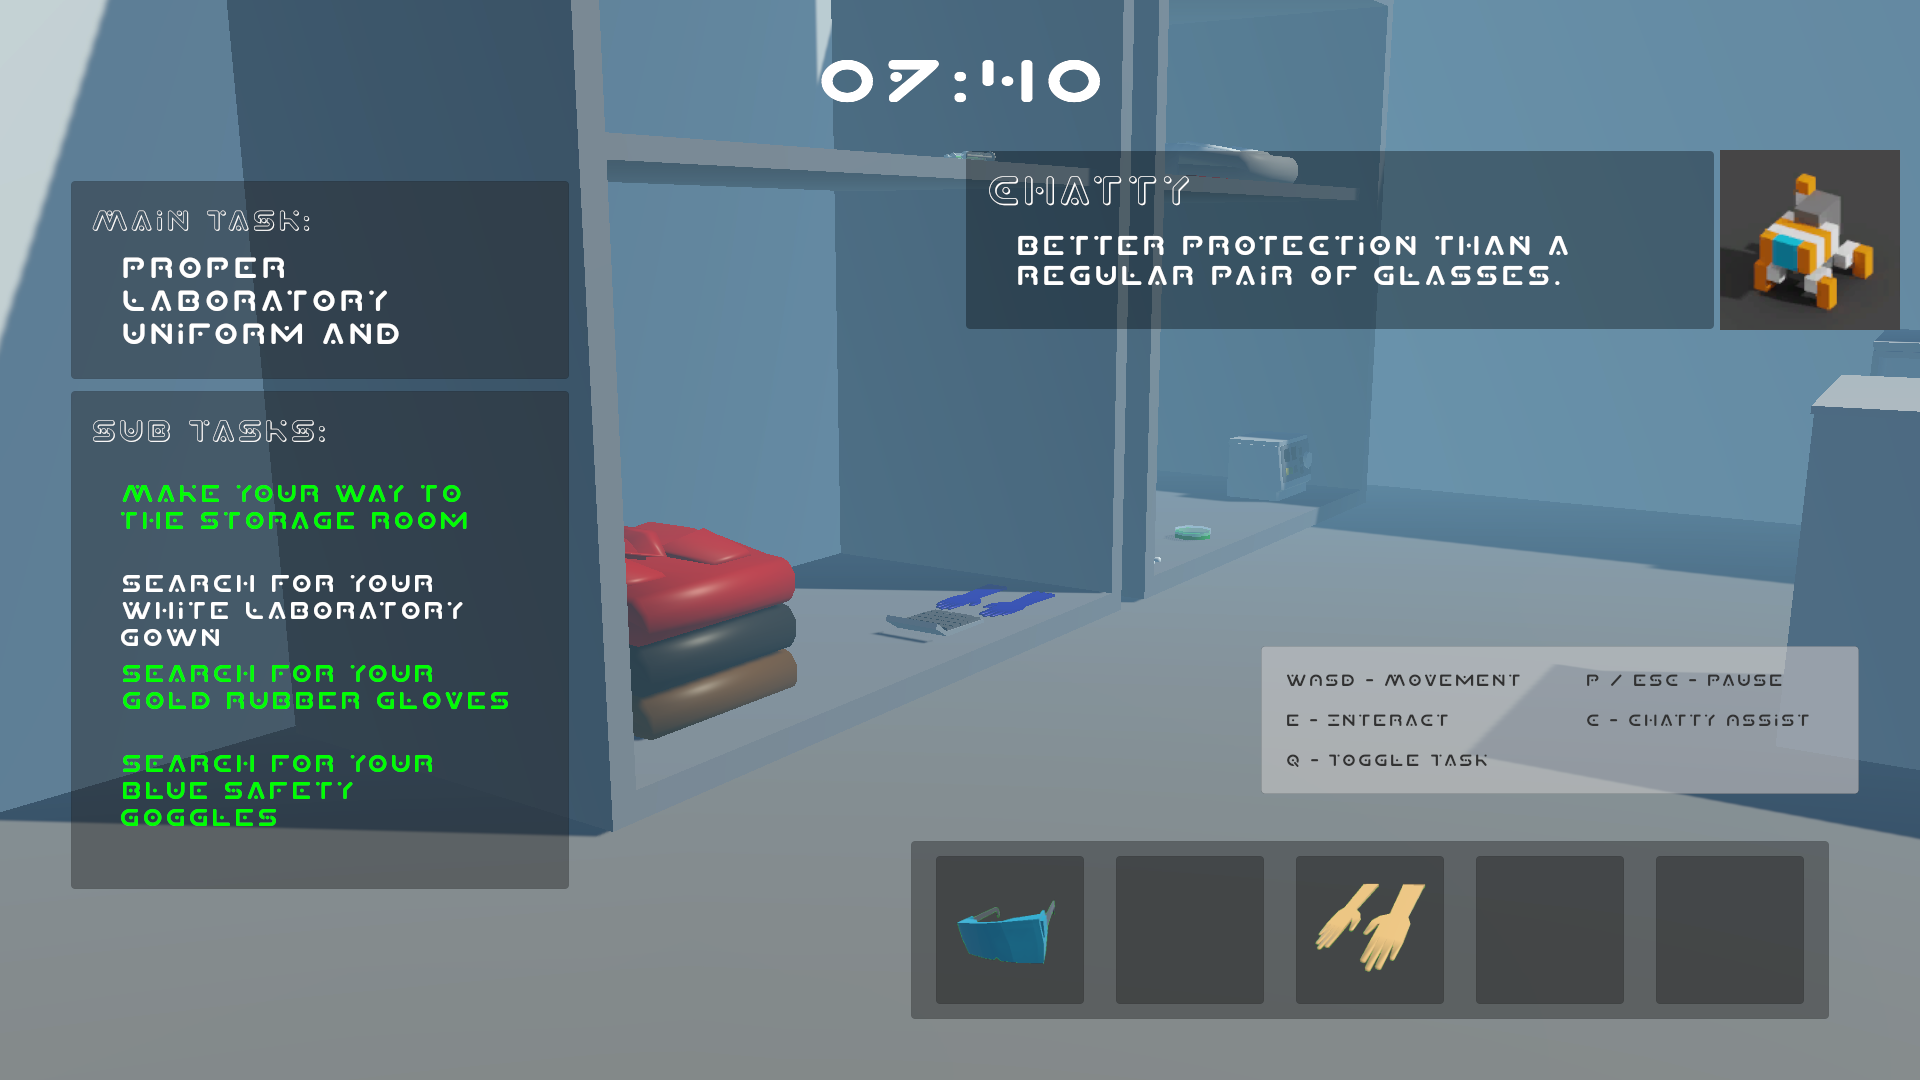 07:40
MAIN TASK:
PROPER
LABORATORY
UNIFORM AND
SUB TASKS:
MAKE YOUR WAY TO
THE STORAGE ROOM
SEARCH FOR YOUR
WHITE LABORATORY
GOWN
SEARCH FOR YOUR
GOLD RUBBER GLOVES
SEARCH FOR YOUR
BLUE SAFETY
GOGGLES
CHATTY
BETTER PROTECTION THAN A
REGULAR PAIR OF GLASSES.
WASD - MOVEMENT
P / ESC - PAUSE
E - INTERACT
C - CHATTY ASSIST
Q - TOGGLE TASK